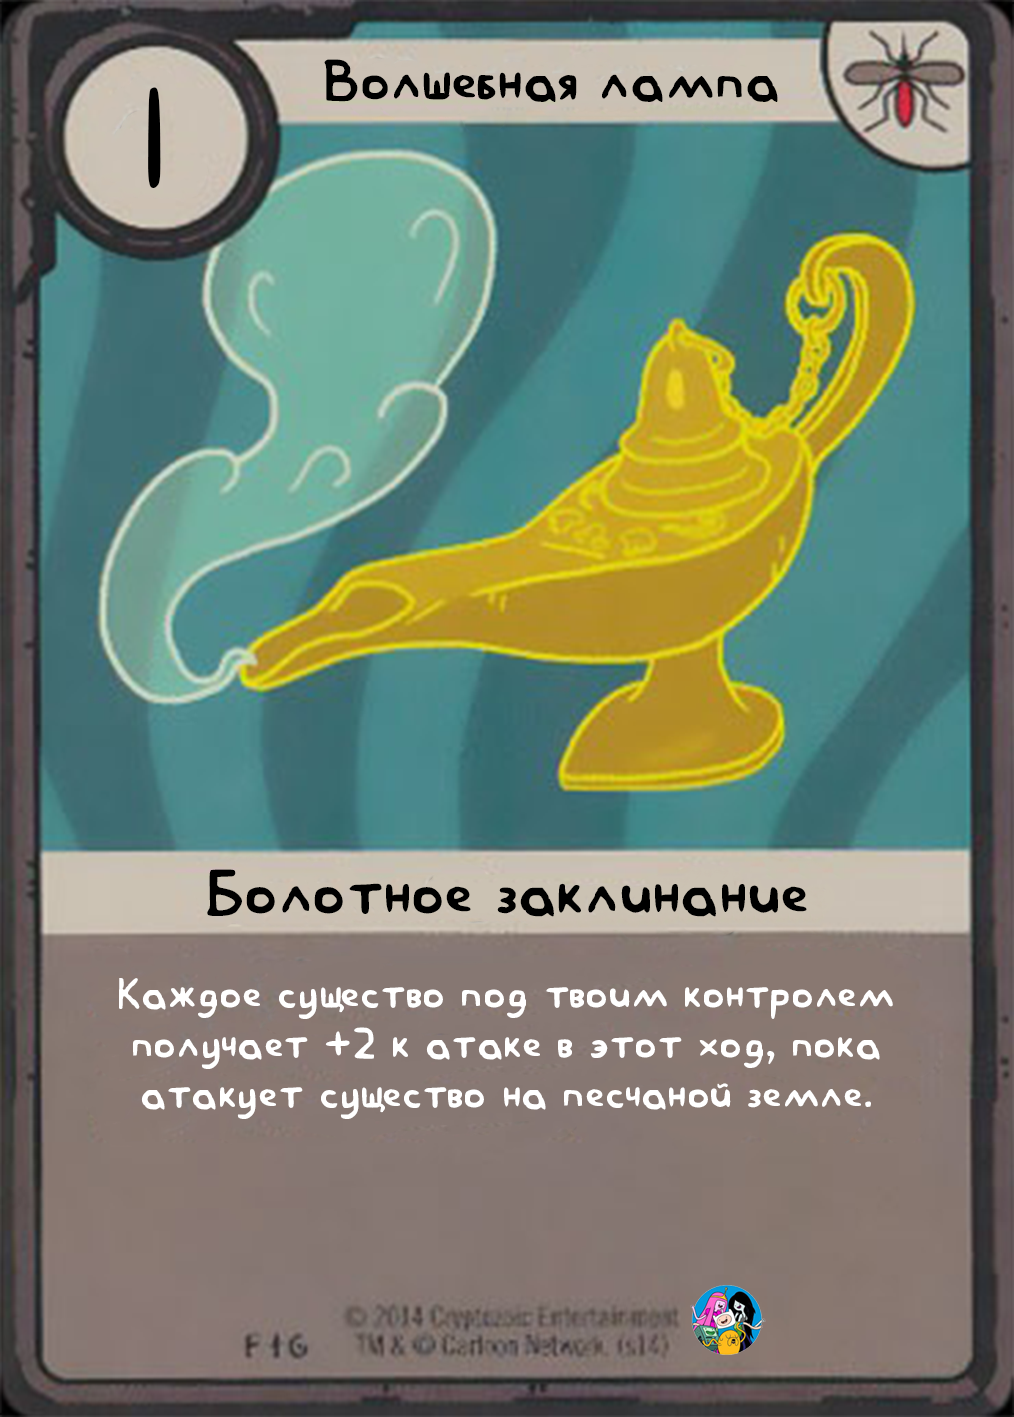 1
Волшебная лампа
Болотное заклинание
Каждое существо под твоим контролем
получает +2 к атаке в этот ход, пока
атакует существо на песчаной земле.
© 2014 Cryptozoic Entertainment
TM & © Cartoon Network. (s14)